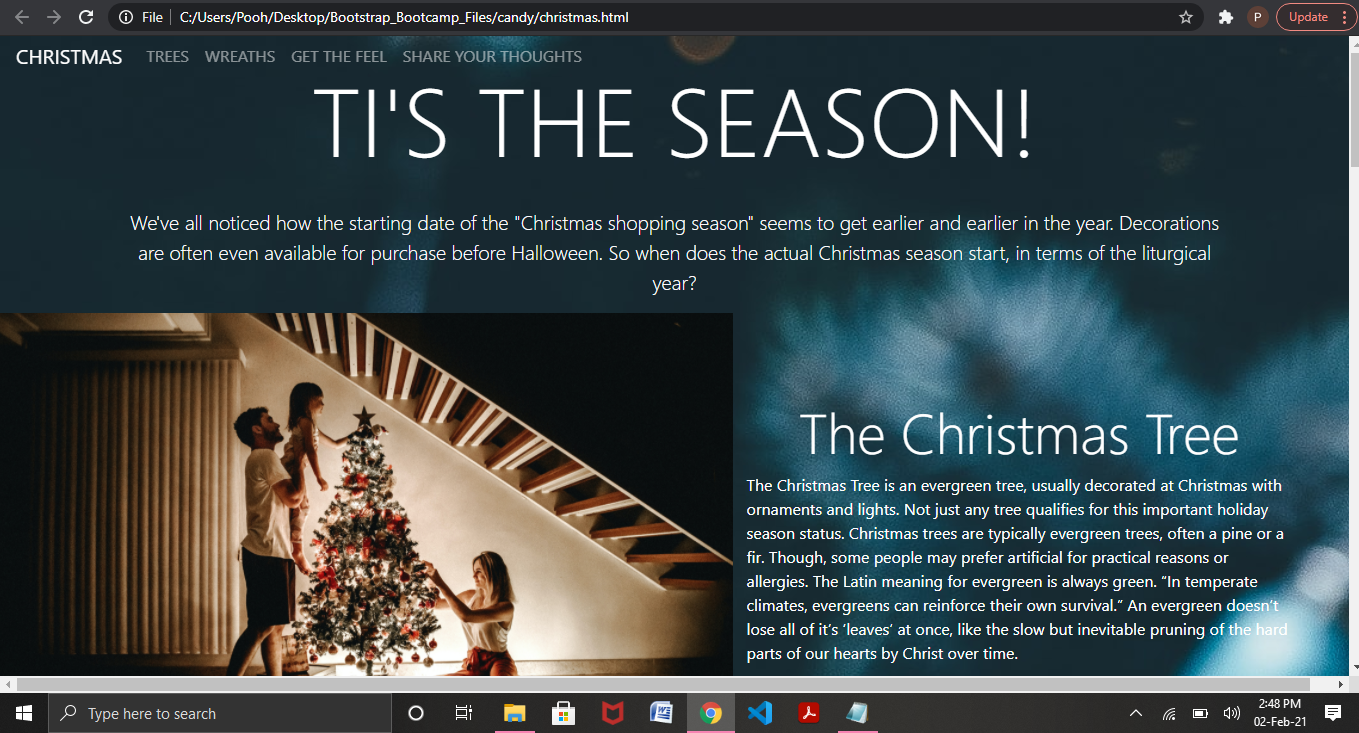 File
C:/Users/Pooh/Desktop/Bootstrap_Bootcamp_Files/candy/christmas.html
P
Update
CHRISTMAS TREES WREATHS GET THE FEEL SHARE YOUR THOUGHTS
TI'S THE SEASON!
We've all noticed how the starting date of the "Christmas shopping season" seems to get earlier and earlier in the year. Decorations
are often even available for purchase before Halloween. So when does the actual Christmas season start, in terms of the liturgical
year?
The Christmas Tree
The Christmas Tree is an evergreen tree, usually decorated at Christmas with
ornaments and lights. Not just any tree qualifies for this important holiday
season status. Christmas trees are typically evergreen trees, often a pine or a
fir. Though, some people may prefer artificial for practical reasons or
allergies. The Latin meaning for evergreen is always green. “In temperate
climates, evergreens can reinforce their own survival.” An evergreen doesn’t
lose all of it’s ‘leaves’ at once, like the slow but inevitable pruning of the hard
parts of our hearts by Christ over time.
Type here to search
2:48 PM
02-Feb-21